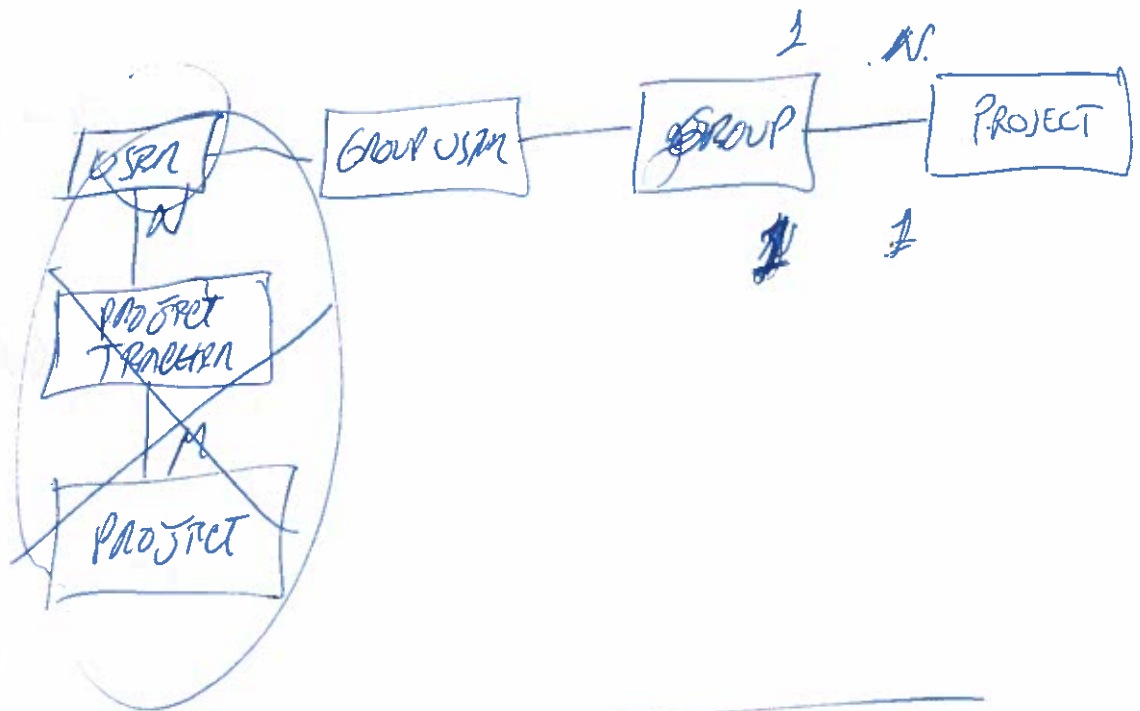 1 N.
USER
GROUP USER
GROUP
PROJECT
N
1
PROJECT
TRACKER
M
PROJECT